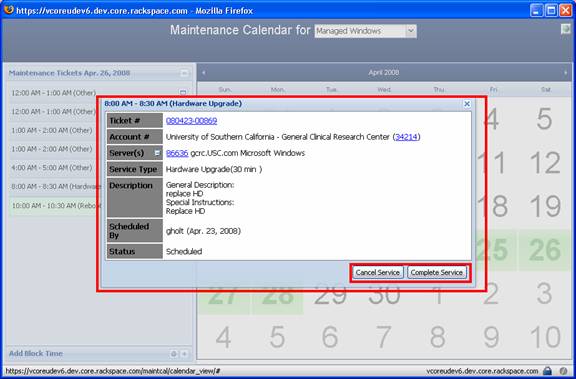 https://vcoreudev6.dev.core.rackspace.com - Mozilla Firefox
Maintenance Calendar for Managed Windows
Maintenance Tickets Apr. 26, 2008
April 2008
Sun. Mon. Tue. Wed. Thu. Fri. Sat.
12:00 AM - 1:00 AM (Other)
12:00 AM - 1:00 AM (Other)
1:00 AM - 2:00 AM (Other)
2:00 AM - 3:00 AM (Other)
4:00 AM - 5:00 AM (Other)
8:00 AM - 8:30 AM (Hardware
10:00 AM - 10:30 AM (Reboo
8:00 AM - 8:30 AM (Hardware Upgrade)
Ticket # 080423-00869
Account # University of Southern California - General Clinical Research Center (34214)
Server(s) 86636 gcrc.USC.com Microsoft Windows
Service Type Hardware Upgrade(30 min )
Description General Description:
replace HD
Special Instructions:
Replace HD
Scheduled By gholt (Apr. 23, 2008)
Status Scheduled
Cancel Service Complete Service
4 5
11 12
18 19
25 26
27 28 29 30 1 2 3
4 5 6 7 8 9 10
Add Block Time
https://vcoreudev6.dev.core.rackspace.com/maintcal/calendar_view/# vcoreudev6.dev.core.rackspace.com